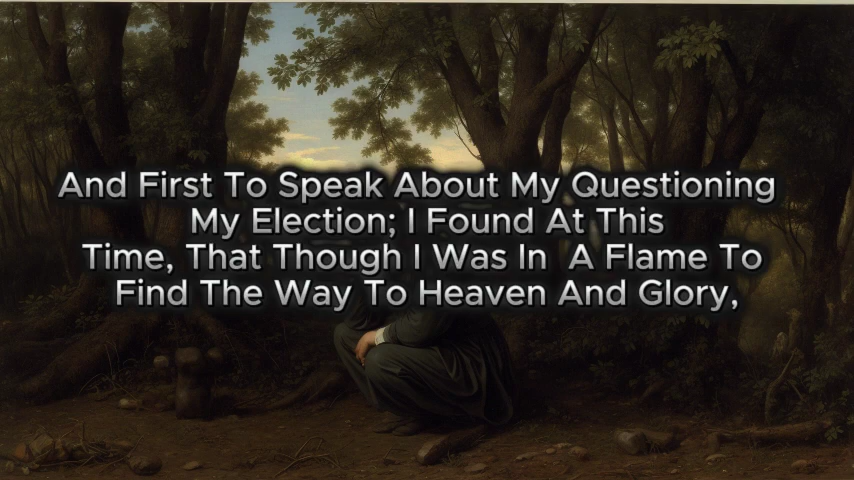 And First To Speak About My Questioning
My Election; I Found At This
Time, That Though I Was In  A Flame To
Find The Way To Heaven And Glory,